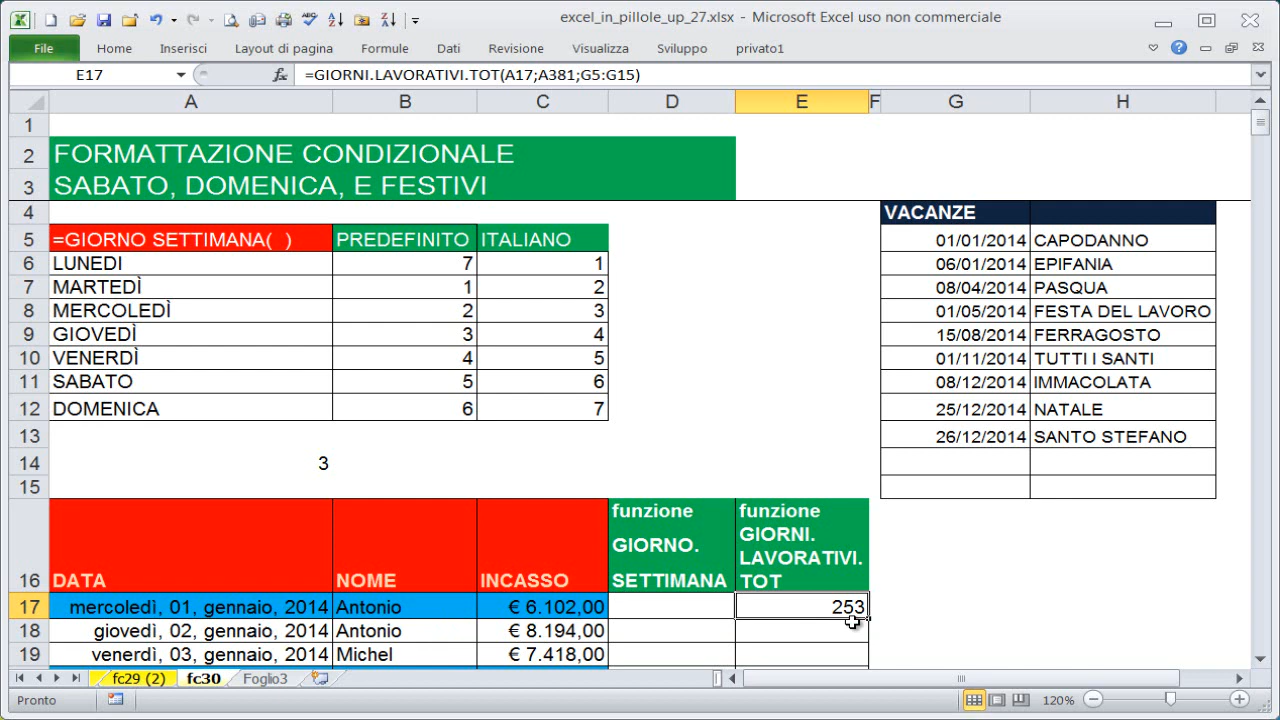 excel_in_pillole_up_27.xlsx - Microsoft Excel uso non commerciale
File Home Inserisci Layout di pagina Formule Dati Revisione Visualizza Sviluppo privato1
E17 fx =GIORNI.LAVORATIVI.TOT(A17;A381;G5:G15)
A B C D E F G H
1
2 FORMATTAZIONE CONDIZIONALE
3 SABATO, DOMENICA, E FESTIVI
4 VACANZE
5 =GIORNO SETTIMANA( ) PREDEFINITO ITALIANO 01/01/2014 CAPODANNO
6 LUNEDI 7 1 06/01/2014 EPIFANIA
7 MARTEDÌ 1 2 08/04/2014 PASQUA
8 MERCOLEDÌ 2 3 01/05/2014 FESTA DEL LAVORO
9 GIOVEDÌ 3 4 15/08/2014 FERRAGOSTO
10 VENERDÌ 4 5 01/11/2014 TUTTI I SANTI
11 SABATO 5 6 08/12/2014 IMMACOLATA
12 DOMENICA 6 7 25/12/2014 NATALE
13 26/12/2014 SANTO STEFANO
14 3
15
funzione funzione
GIORNO. GIORNI.
LAVORATIVI.
16 DATA NOME INCASSO SETTIMANA TOT
17 mercoledì, 01, gennaio, 2014 Antonio € 6.102,00 253
18 giovedì, 02, gennaio, 2014 Antonio € 8.194,00
19 venerdì, 03, gennaio, 2014 Michel € 7.418,00
fc29 (2) fc30 Foglio3
Pronto 120%